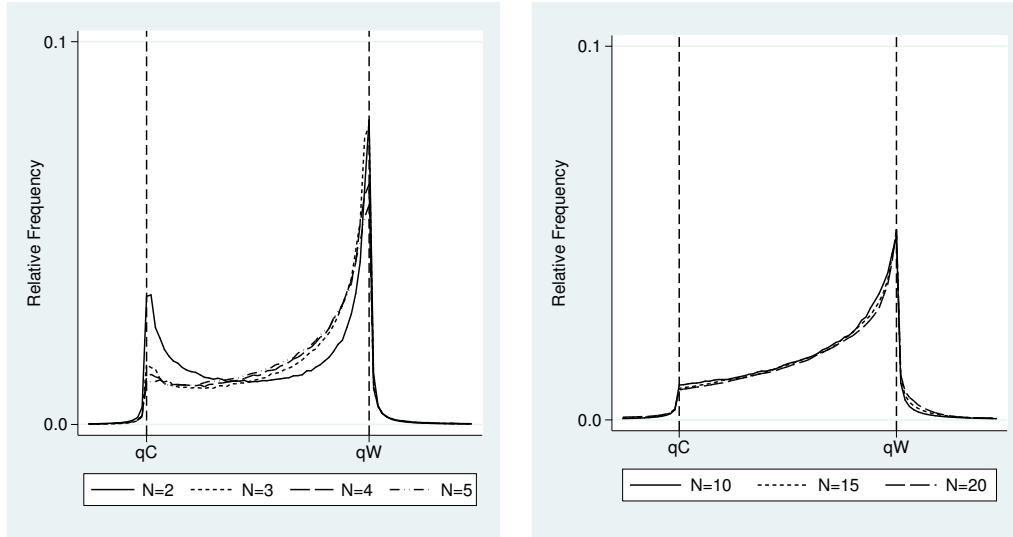 0.1
Relative Frequency
0.0
qC qW
N=2 N=3 N=4 N=5
0.1
Relative Frequency
0.0
qC qW
N=10 N=15 N=20